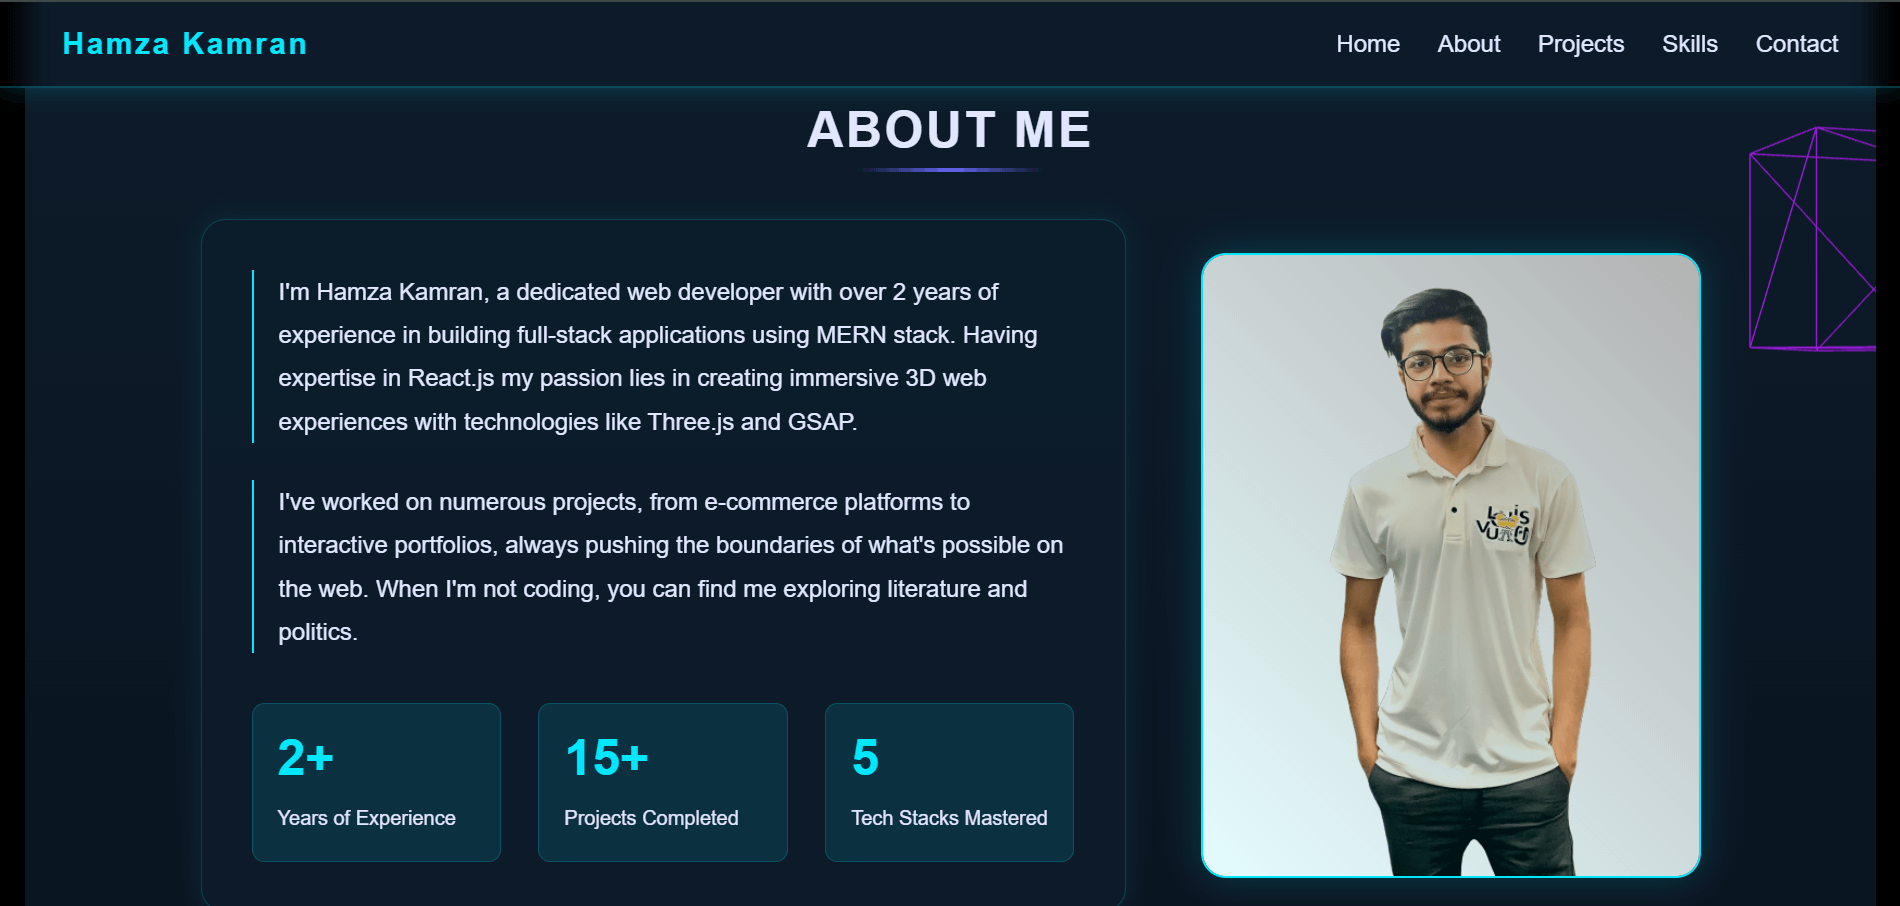 Hamza Kamran
Home About Projects Skills Contact
ABOUT ME
I'm Hamza Kamran, a dedicated web developer with over 2 years of
experience in building full-stack applications using MERN stack. Having
expertise in React.js my passion lies in creating immersive 3D web
experiences with technologies like Three.js and GSAP.
I've worked on numerous projects, from e-commerce platforms to
interactive portfolios, always pushing the boundaries of what's possible on
the web. When I'm not coding, you can find me exploring literature and
politics.
2+
Years of Experience
15+
Projects Completed
5
Tech Stacks Mastered